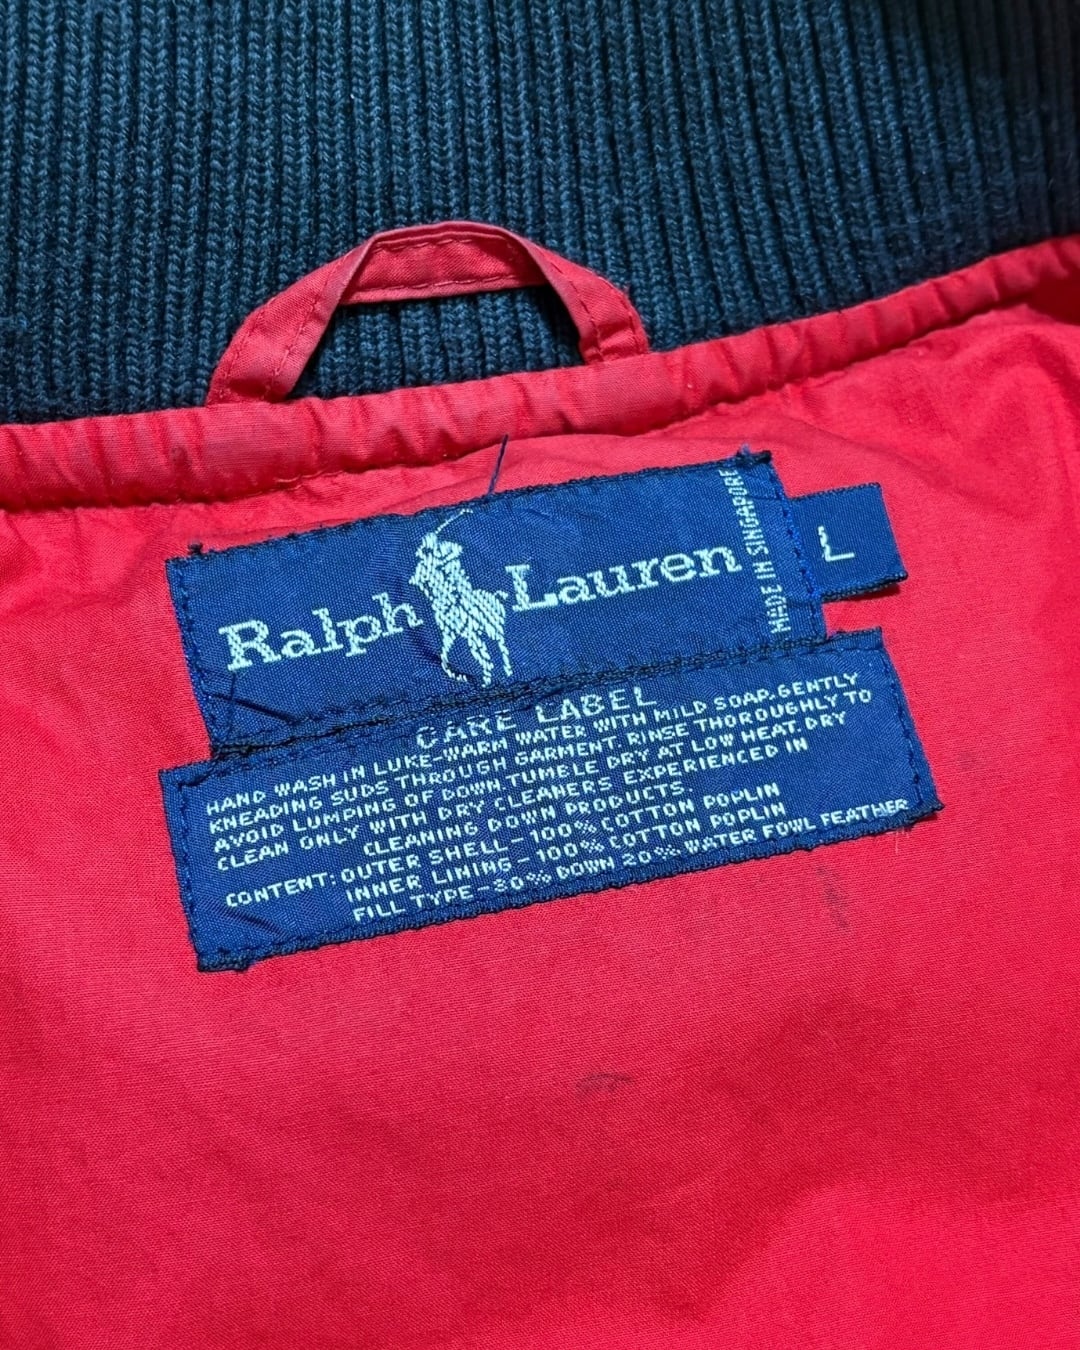 Ralph Lauren
MADE IN SINGAPORE
L
CARE LABEL
HAND WASH IN LUKE-WARM WATER WITH MILD SOAP. GENTLY
KNEADING SUDS THROUGH GARMENT. RINSE THOROUGHLY TO
AVOID LUMPING OF DOWN. TUMBLE DRY AT LOW HEAT. DRY
CLEAN ONLY WITH DRY CLEANERS EXPERIENCED IN
CLEANING DOWN PRODUCTS.
CONTENT: OUTER SHELL-100% COTTON POPLIN
INNER LINING-100% COTTON POPLIN
FILL TYPE-80% DOWN 20% WATER FOWL FEATHER